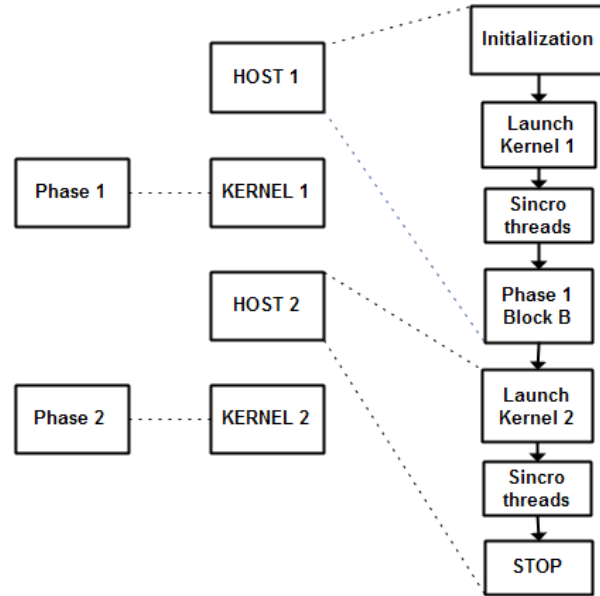 Initialization
HOST 1
Launch
Kernel 1
Phase 1
KERNEL 1
Sincro
threads
HOST 2
Phase 1
Block B
Phase 2
KERNEL 2
Launch
Kernel 2
Sincro
threads
STOP